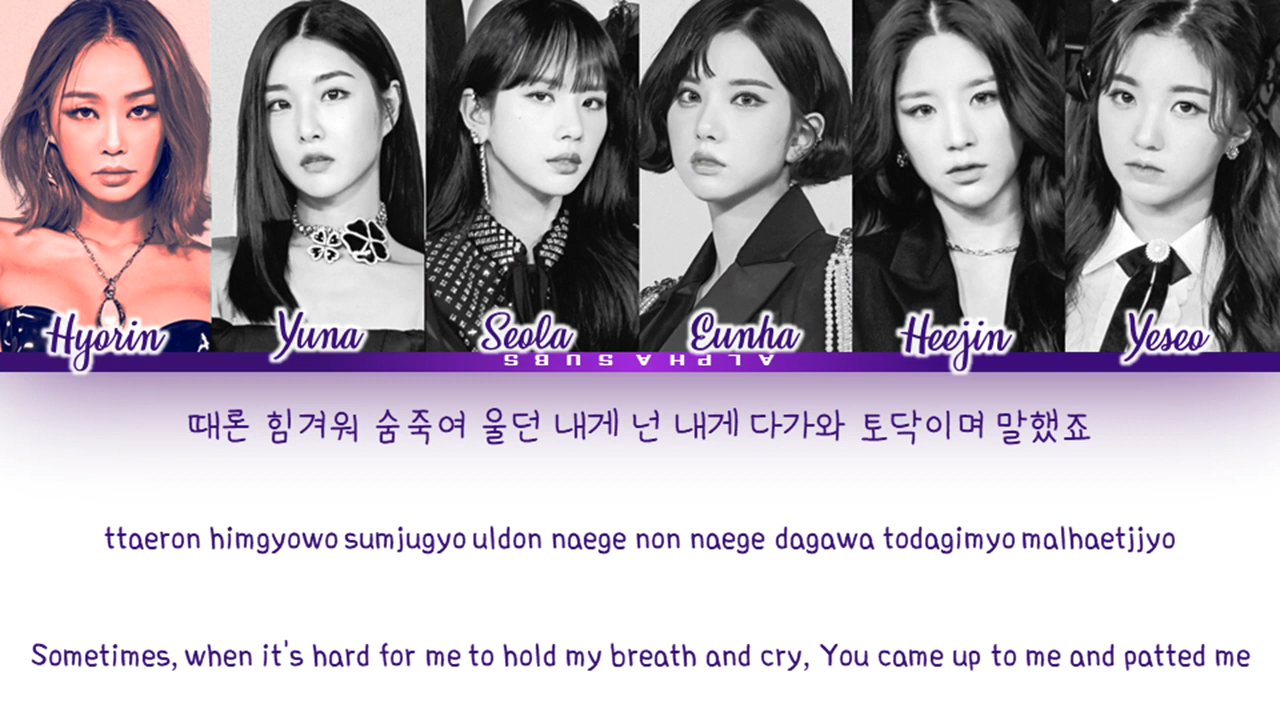 Hyorin Yuna Seola Eunha Heejin Yeseo
ALPHA SUBS
때론 힘겨워 숨죽여 울던 내게 넌 내게 다가와 토닥이며 말했죠
ttaeron himgyowo sumjugyo uldon naege non naege dagawa todagimyo malhaetjjyo
Sometimes, when it's hard for me to hold my breath and cry, You came up to me and patted me